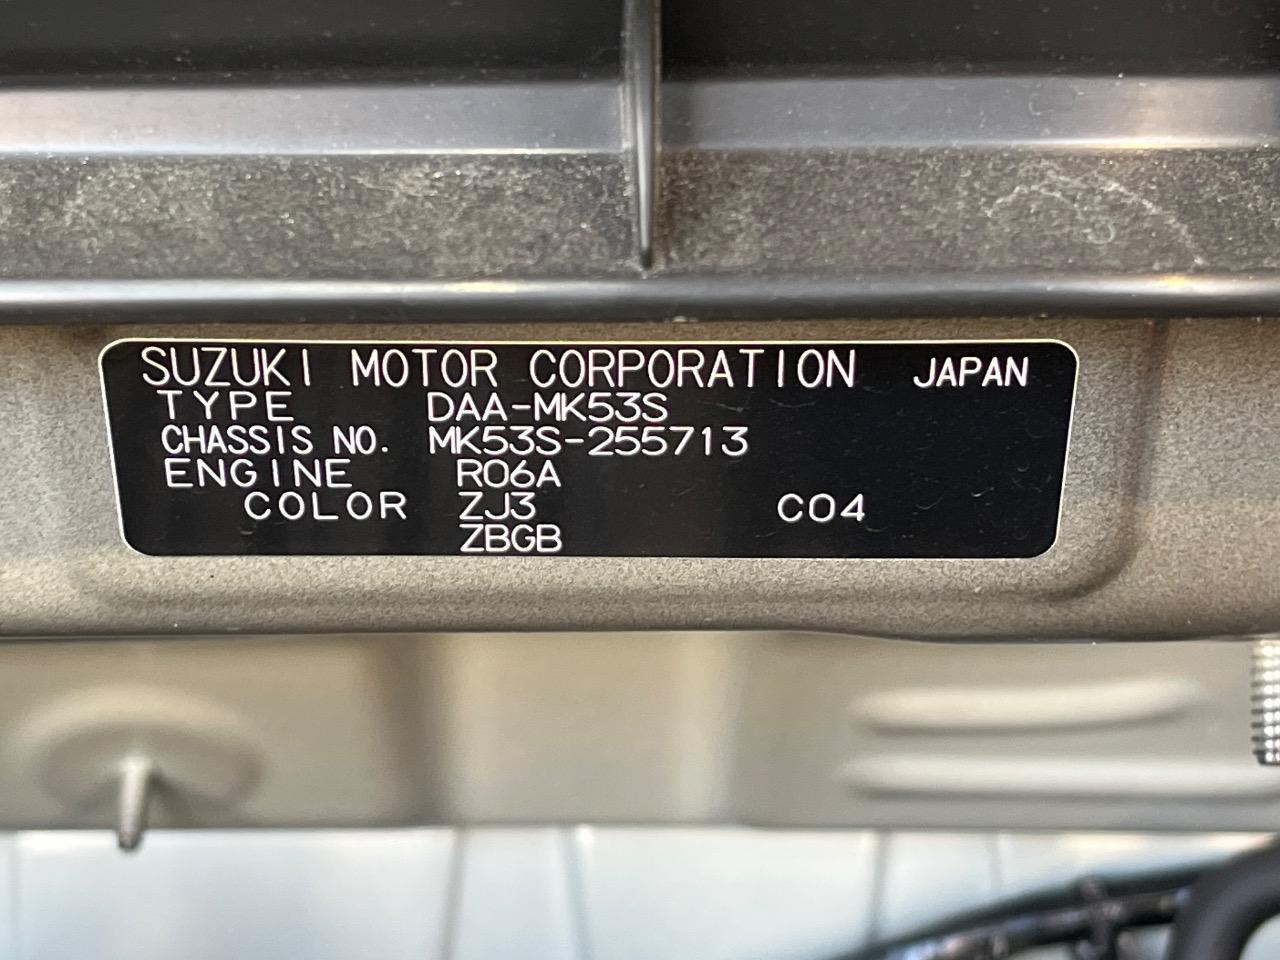 SUZUKI MOTOR CORPORATION JAPAN
TYPE DAA-MK53S
CHASSIS NO. MK53S-255713
ENGINE R06A
COLOR ZJ3 C04
ZBGB